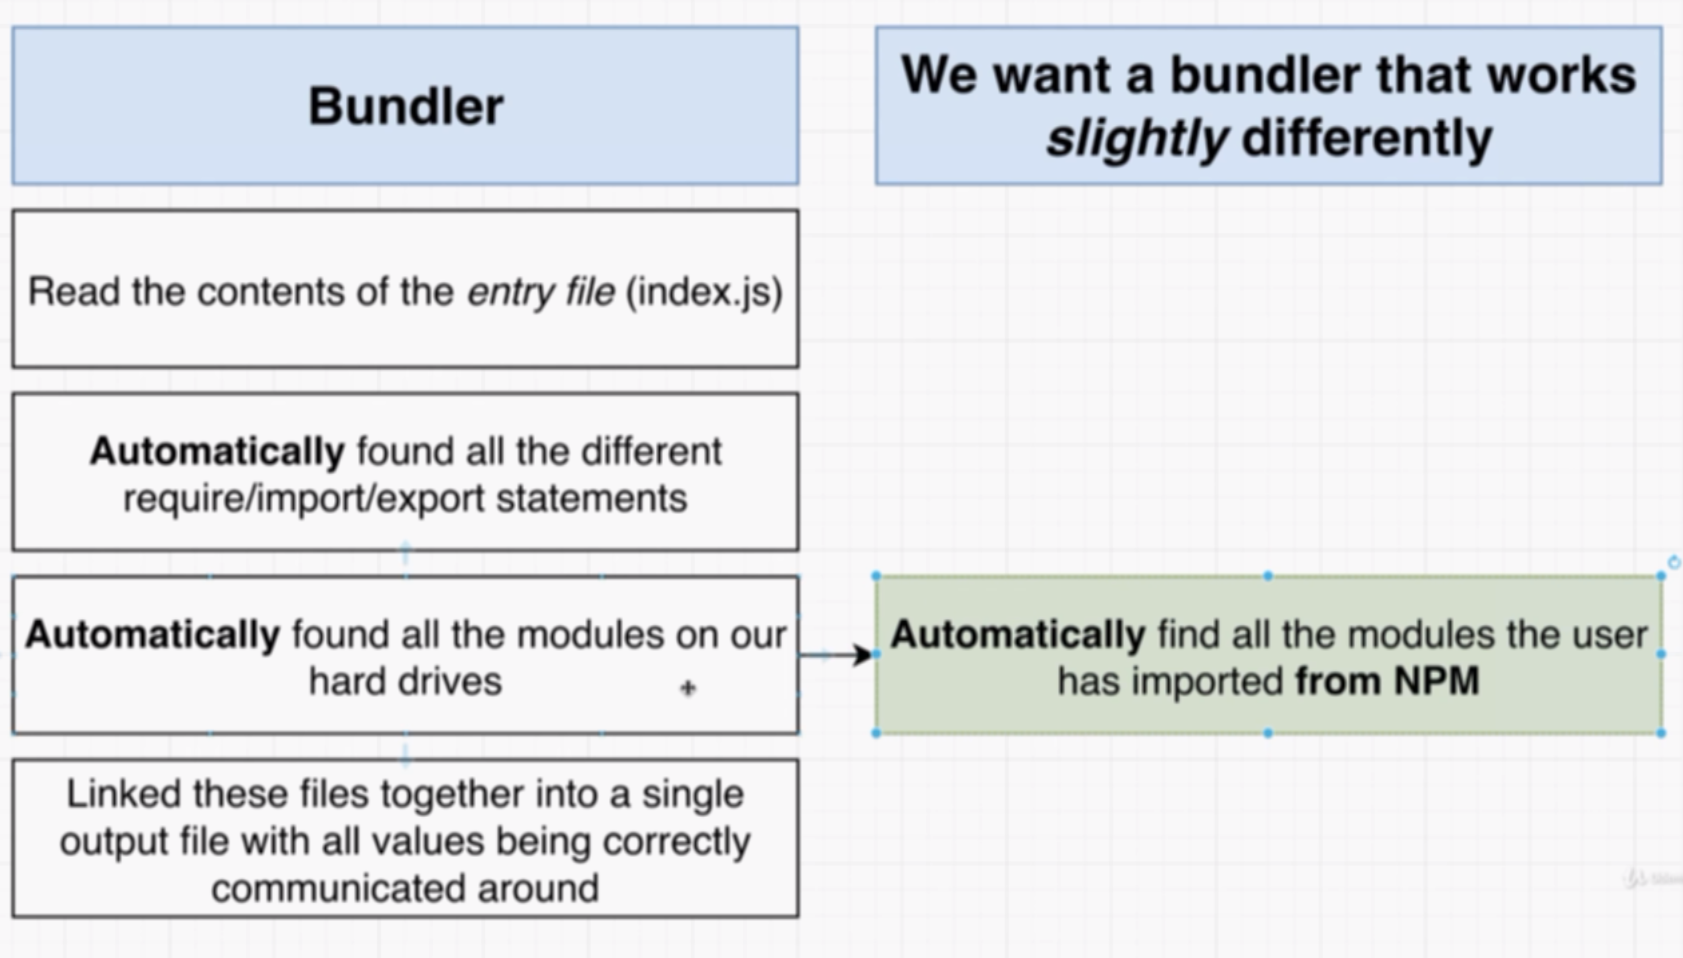 Bundler
We want a bundler that works
slightly differently
Read the contents of the entry file (index.js)
Automatically found all the different
require/import/export statements
Automatically found all the modules on our
hard drives
Automatically find all the modules the user
has imported from NPM
Linked these files together into a single
output file with all values being correctly
communicated around